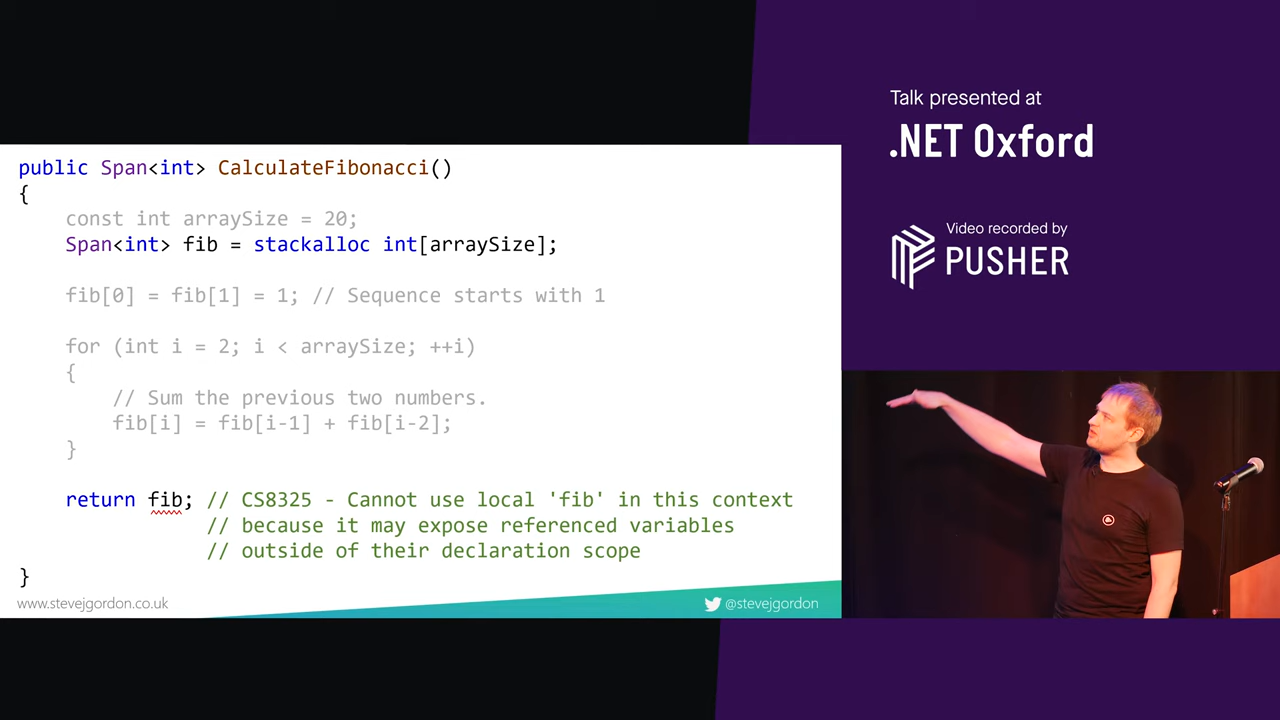 public Span<int> CalculateFibonacci()
{
const int arraySize = 20;
Span<int> fib = stackalloc int[arraySize];
fib[0] = fib[1] = 1; // Sequence starts with 1
for (int i = 2; i < arraySize; ++i)
{
// Sum the previous two numbers.
fib[i] = fib[i-1] + fib[i-2];
}
return fib; // CS8325 - Cannot use local 'fib' in this context
// because it may expose referenced variables
// outside of their declaration scope
}
www.stevejgordon.co.uk
@stevejgordon
Talk presented at
.NET Oxford
Video recorded by
PUSHER